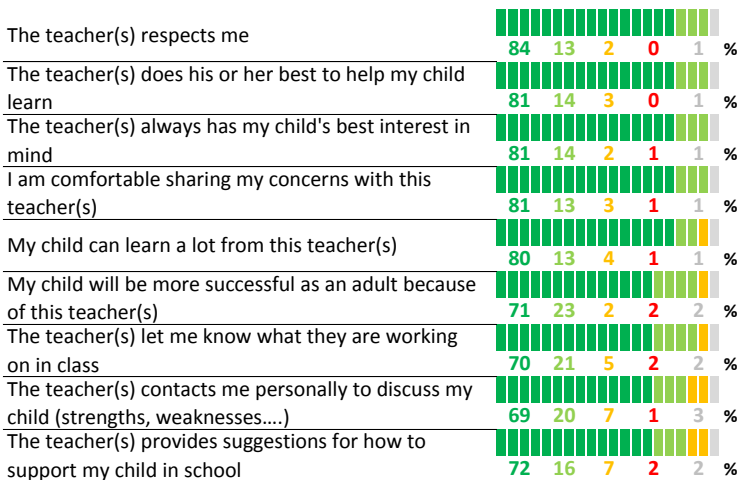 The teacher(s) respects me
84 13 2 0 1 %
The teacher(s) does his or her best to help my child
learn
81 14 3 0 1 %
The teacher(s) always has my child's best interest in
mind
81 14 2 1 1 %
I am comfortable sharing my concerns with this
teacher(s)
81 13 3 1 1 %
My child can learn a lot from this teacher(s)
80 13 4 1 1 %
My child will be more successful as an adult because
of this teacher(s)
71 23 2 2 2 %
The teacher(s) let me know what they are working
on in class
70 21 5 2 2 %
The teacher(s) contacts me personally to discuss my
child (strengths, weaknesses....)
69 20 7 1 3 %
The teacher(s) provides suggestions for how to
support my child in school
72 16 7 2 2 %